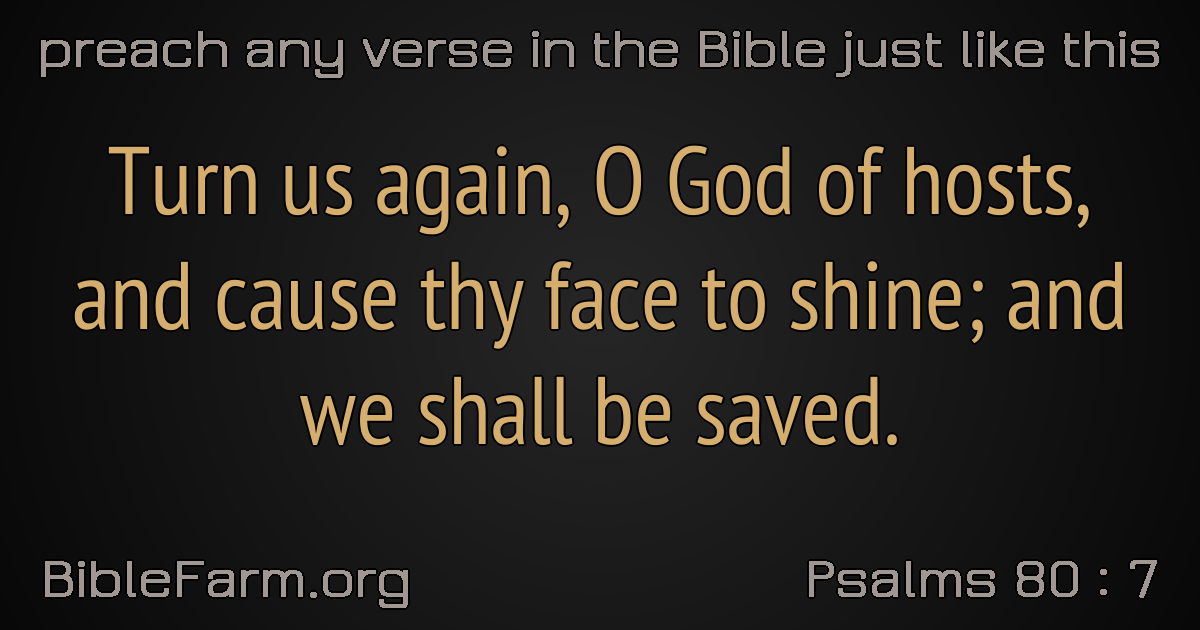 preach any verse in the Bible just like this
Turn us again, O God of hosts,
and cause thy face to shine; and
we shall be saved.
BibleFarm.org
Psalms 80 : 7